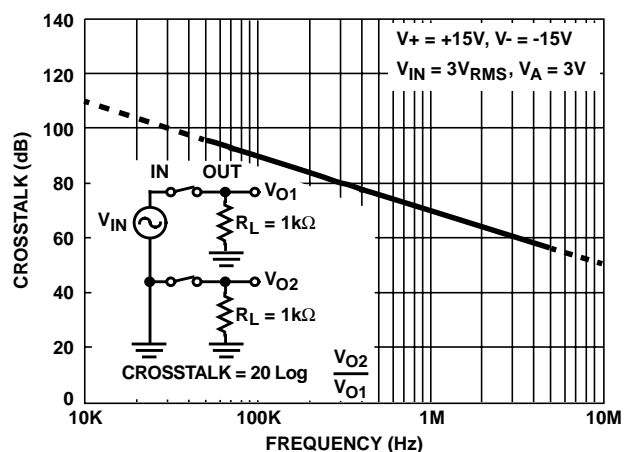 140
120
100
80
60
40
20
0
CROSSTALK (dB)
V+ = +15V, V- = -15V
VIN = 3VRMS, VA = 3V
IN OUT
VO1
VIN
RL = 1kΩ
VO2
RL = 1kΩ
CROSSTALK = 20 Log VO2
VO1
10K 100K 1M 10M
FREQUENCY (Hz)